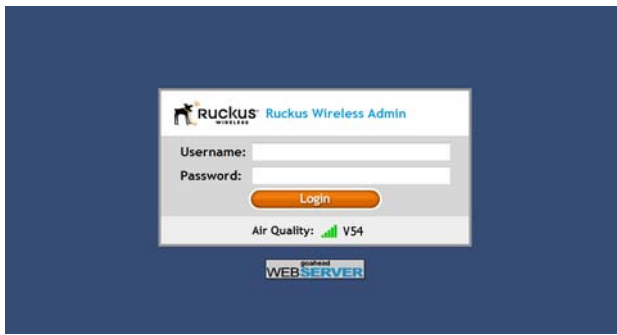 Ruckus Ruckus Wireless Admin
WIRELESS
Username:
Password:
Login
Air Quality: V54
goahead
WEBSERVER